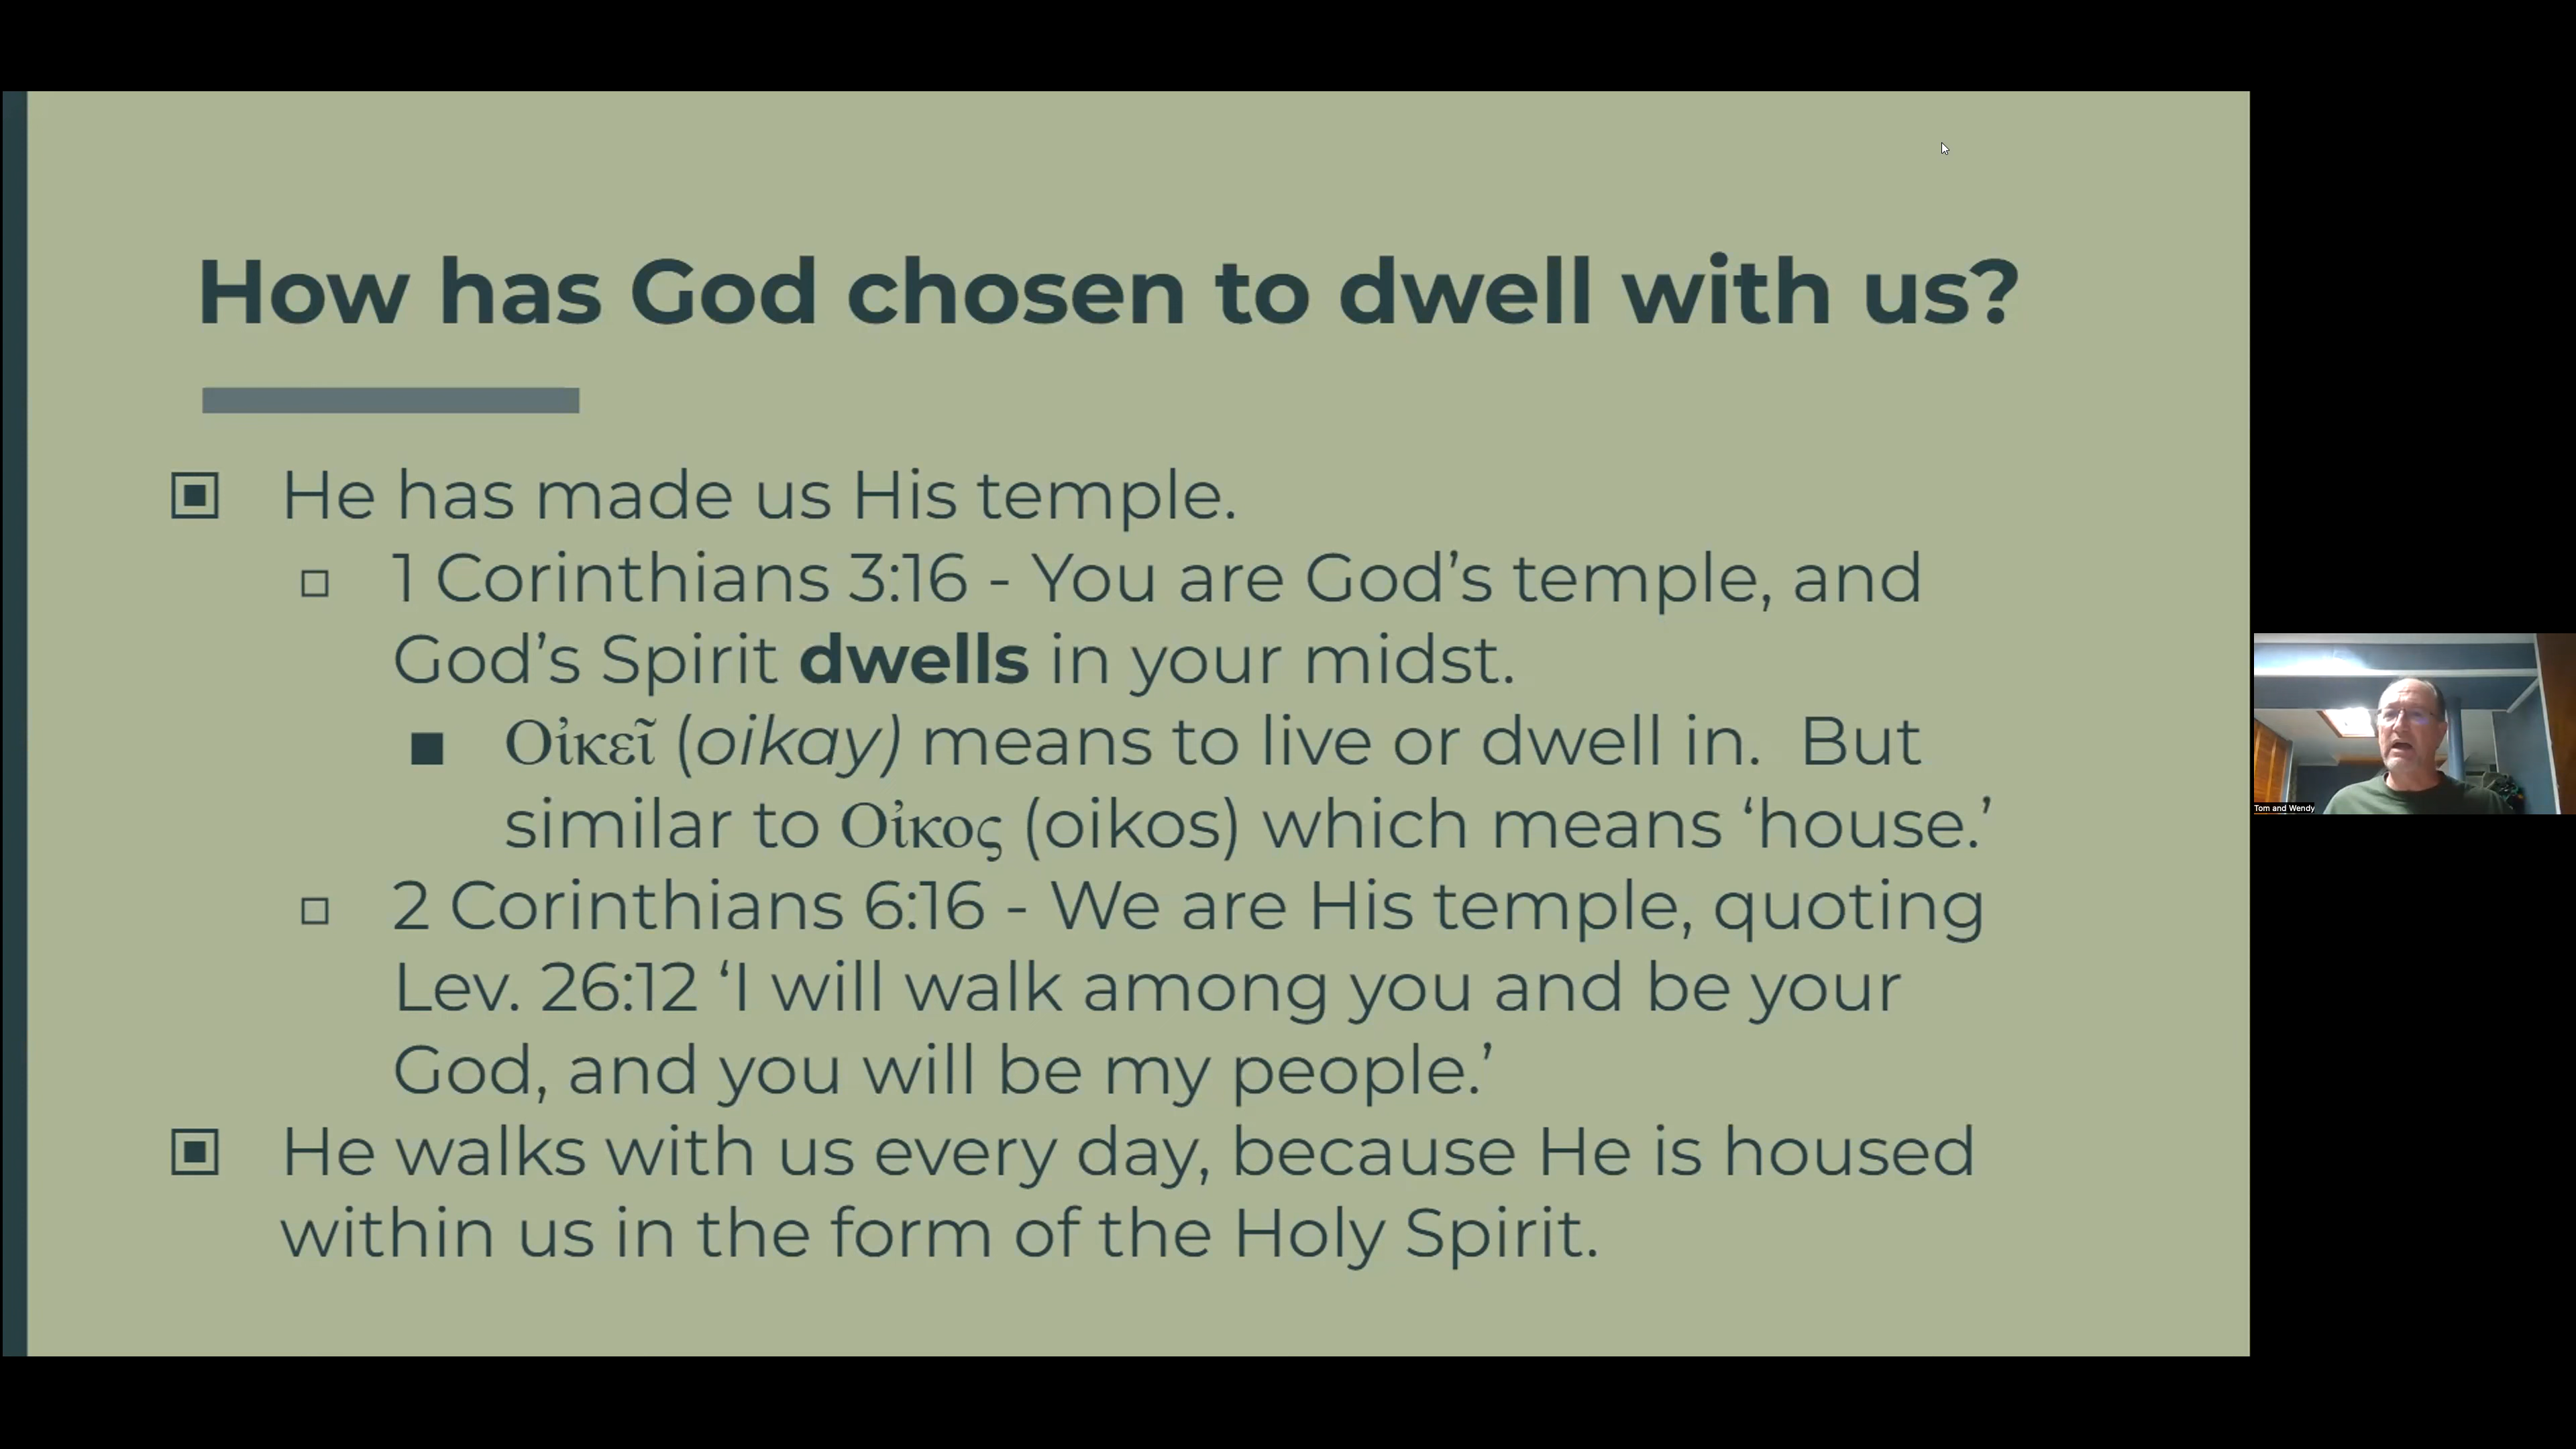 How has God chosen to dwell with us?
He has made us His temple.
1 Corinthians 3:16 - You are God’s temple, and
God’s Spirit dwells in your midst.
Οἰκεῖ (oikay) means to live or dwell in.  But
similar to Οἰκος (oikos) which means ‘house.’
2 Corinthians 6:16 - We are His temple, quoting
Lev. 26:12 ‘I will walk among you and be your
God, and you will be my people.’
He walks with us every day, because He is housed
within us in the form of the Holy Spirit.
Tom and Wendy